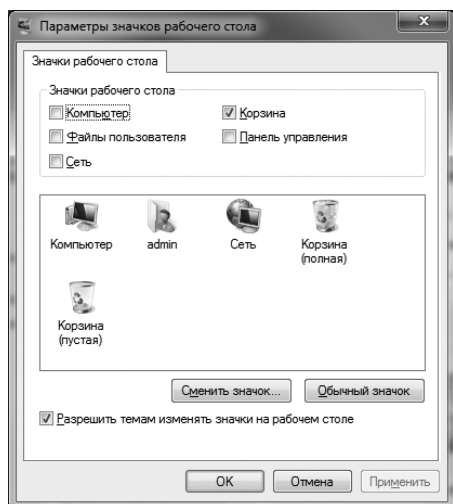 Параметры значков рабочего стола
Значки рабочего стола
Значки рабочего стола
Компьютер
Корзина
Файлы пользователя
Панель управления
Сеть
Компьютер
admin
Сеть
Корзина (полная)
Корзина (пустая)
Сменить значок...
Обычный значок
Разрешить темам изменять значки на рабочем столе
ОК
Отмена
Применить